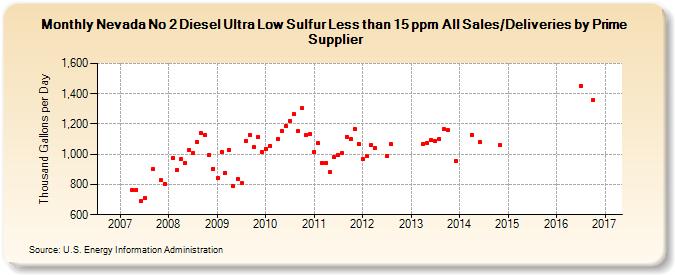 Monthly Nevada No 2 Diesel Ultra Low Sulfur Less than 15 ppm All Sales/Deliveries by Prime
Supplier
Thousand Gallons per Day
1,600
1,400
1,200
1,000
800
600
2007 2008 2009 2010 2011 2012 2013 2014 2015 2016 2017
Source: U.S. Energy Information Administration